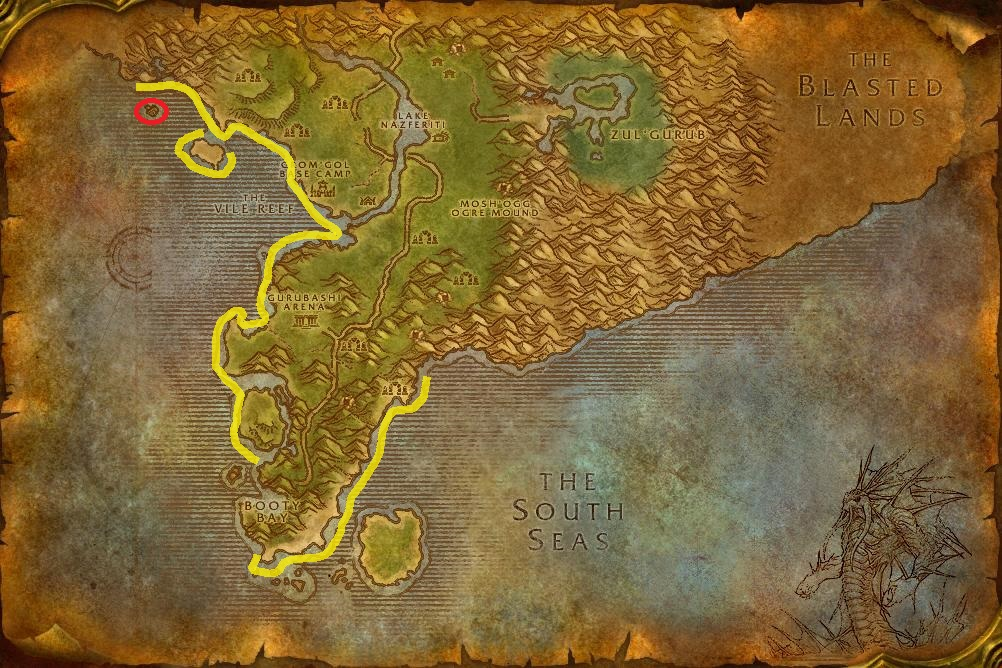 THE
BLASTED
LANDS
LAKE
NAZFERITI
ZUL'GURUB
GROM'GOL
BASE CAMP
THE
VILE REEF
MOSH'OGG
OGRE MOUND
GURUBASHI
ARENA
THE
SOUTH
SEAS
BOOTY
BAY